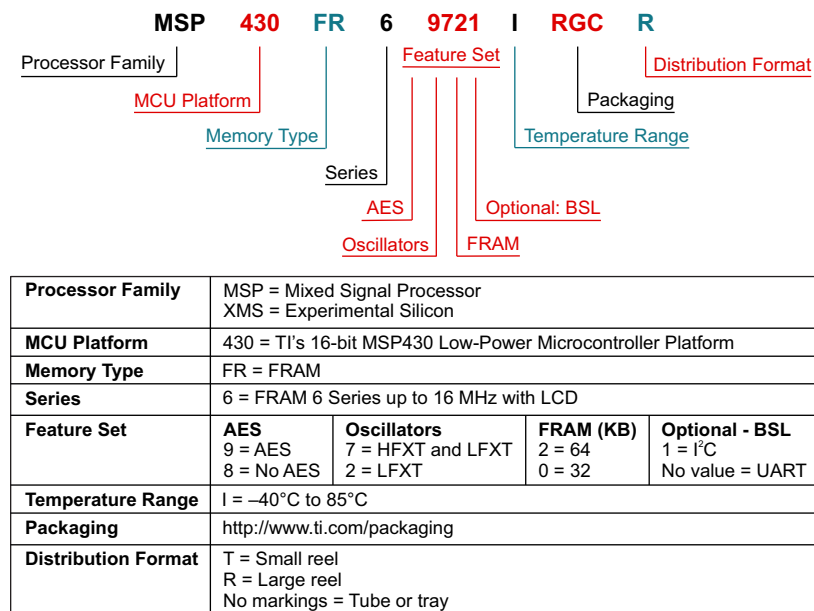 MSP 430 FR 6 9721 I RGC R
Processor Family
Feature Set
Distribution Format
MCU Platform
Packaging
Memory Type
Temperature Range
Series
AES
Optional: BSL
Oscillators
FRAM
Processor Family
MSP = Mixed Signal Processor
XMS = Experimental Silicon
MCU Platform
430 = TI's 16-bit MSP430 Low-Power Microcontroller Platform
Memory Type
FR = FRAM
Series
6 = FRAM 6 Series up to 16 MHz with LCD
Feature Set
AES
9 = AES
8 = No AES
Oscillators
7 = HFXT and LFXT
2 = LFXT
FRAM (KB)
2 = 64
0 = 32
Optional - BSL
1 = I²C
No value = UART
Temperature Range
I = –40°C to 85°C
Packaging
http://www.ti.com/packaging
Distribution Format
T = Small reel
R = Large reel
No markings = Tube or tray